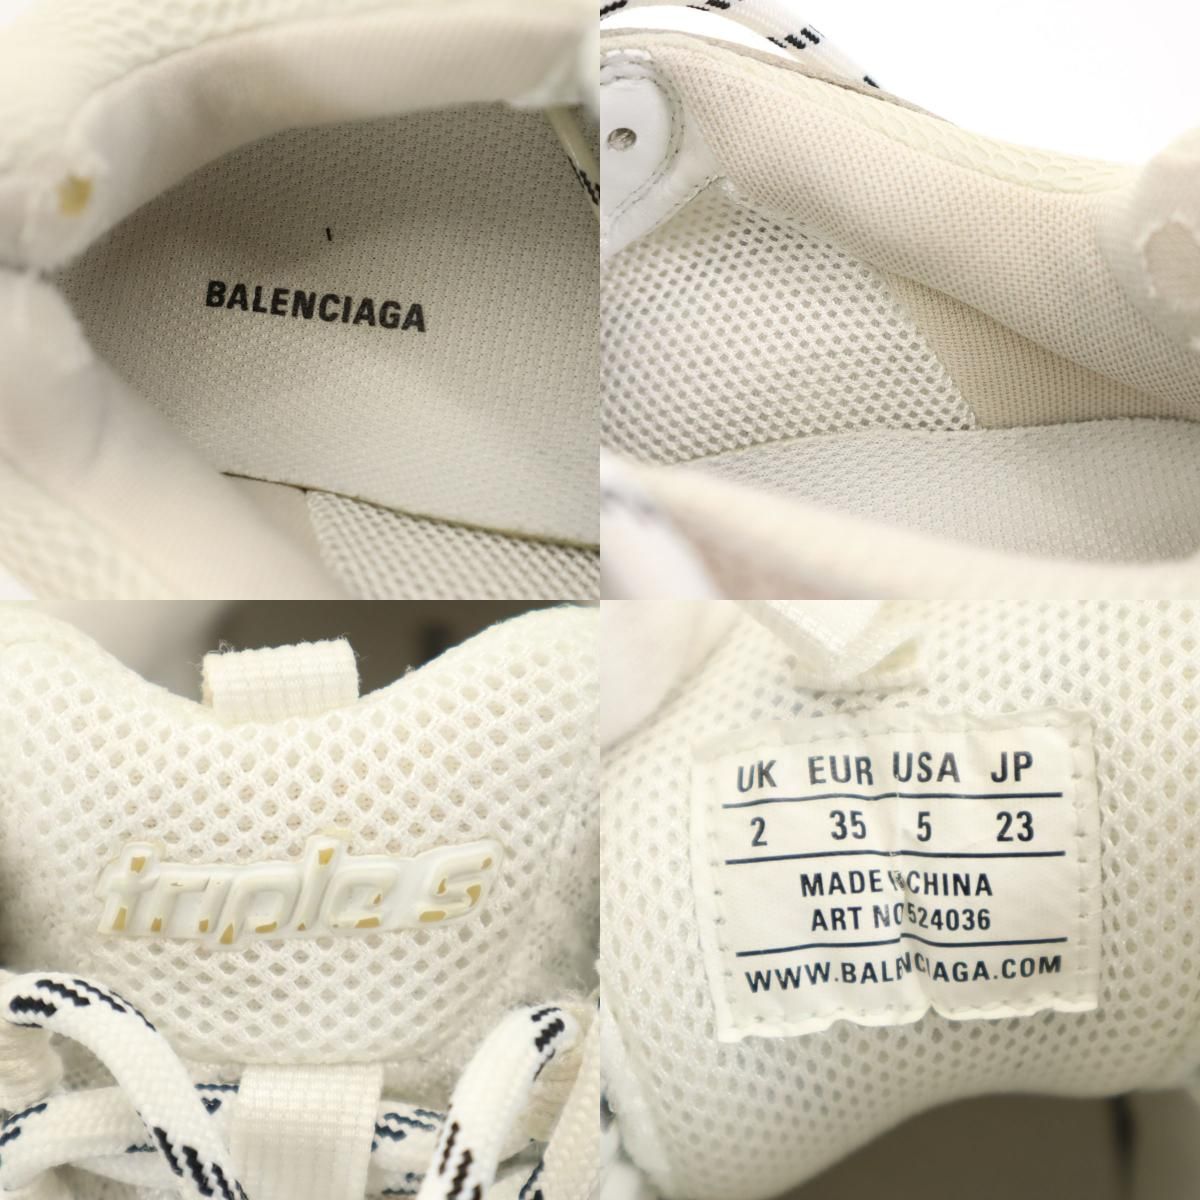 BALENCIAGA
triple s
UK EUR USA JP
2 35 5 23
MADE IN CHINA
ART NO 524036
WWW.BALENCIAGA.COM